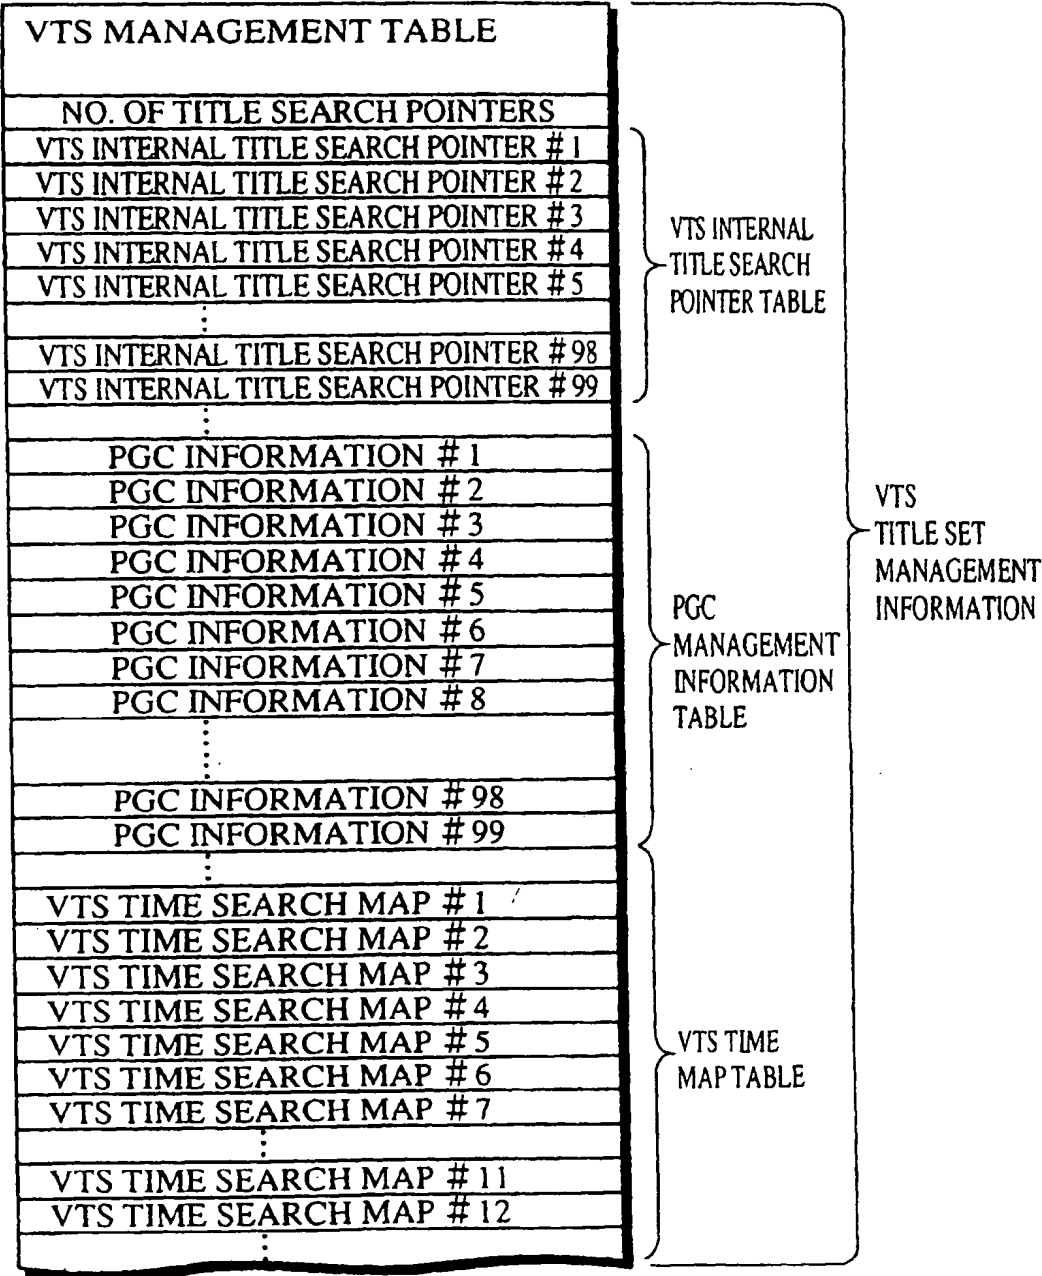 VTS MANAGEMENT TABLE
NO. OF TITLE SEARCH POINTERS
VTS INTERNAL TITLE SEARCH POINTER #1
VTS INTERNAL TITLE SEARCH POINTER #2
VTS INTERNAL TITLE SEARCH POINTER #3
VTS INTERNAL TITLE SEARCH POINTER #4
VTS INTERNAL TITLE SEARCH POINTER #5
VTS INTERNAL TITLE SEARCH POINTER #98
VTS INTERNAL TITLE SEARCH POINTER #99
VTS INTERNAL
TITLE SEARCH
POINTER TABLE
PGC INFORMATION #1
PGC INFORMATION #2
PGC INFORMATION #3
PGC INFORMATION #4
PGC INFORMATION #5
PGC INFORMATION #6
PGC INFORMATION #7
PGC INFORMATION #8
PGC INFORMATION #98
PGC INFORMATION #99
PGC
MANAGEMENT
INFORMATION
TABLE
VTS TIME SEARCH MAP #1
VTS TIME SEARCH MAP #2
VTS TIME SEARCH MAP #3
VTS TIME SEARCH MAP #4
VTS TIME SEARCH MAP #5
VTS TIME SEARCH MAP #6
VTS TIME SEARCH MAP #7
VTS TIME SEARCH MAP #11
VTS TIME SEARCH MAP #12
VTS TIME
MAP TABLE
VTS
TITLE SET
MANAGEMENT
INFORMATION